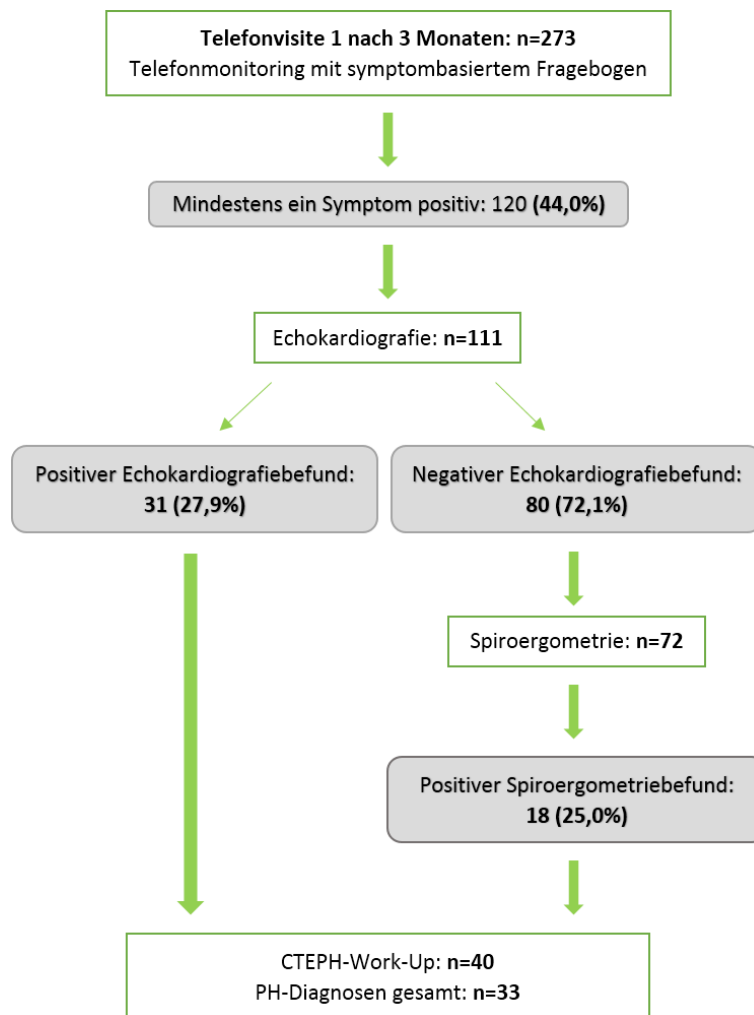 Telefonvisite 1 nach 3 Monaten: n=273
Telefonmonitoring mit symptombasiertem Fragebogen
Mindestens ein Symptom positiv: 120 (44,0%)
Echokardiografie: n=111
Positiver Echokardiografiebefund:
31 (27,9%)
Negativer Echokardiografiebefund:
80 (72,1%)
Spiroergometrie: n=72
Positiver Spiroergometriebefund:
18 (25,0%)
CTEPH-Work-Up: n=40
PH-Diagnosen gesamt: n=33